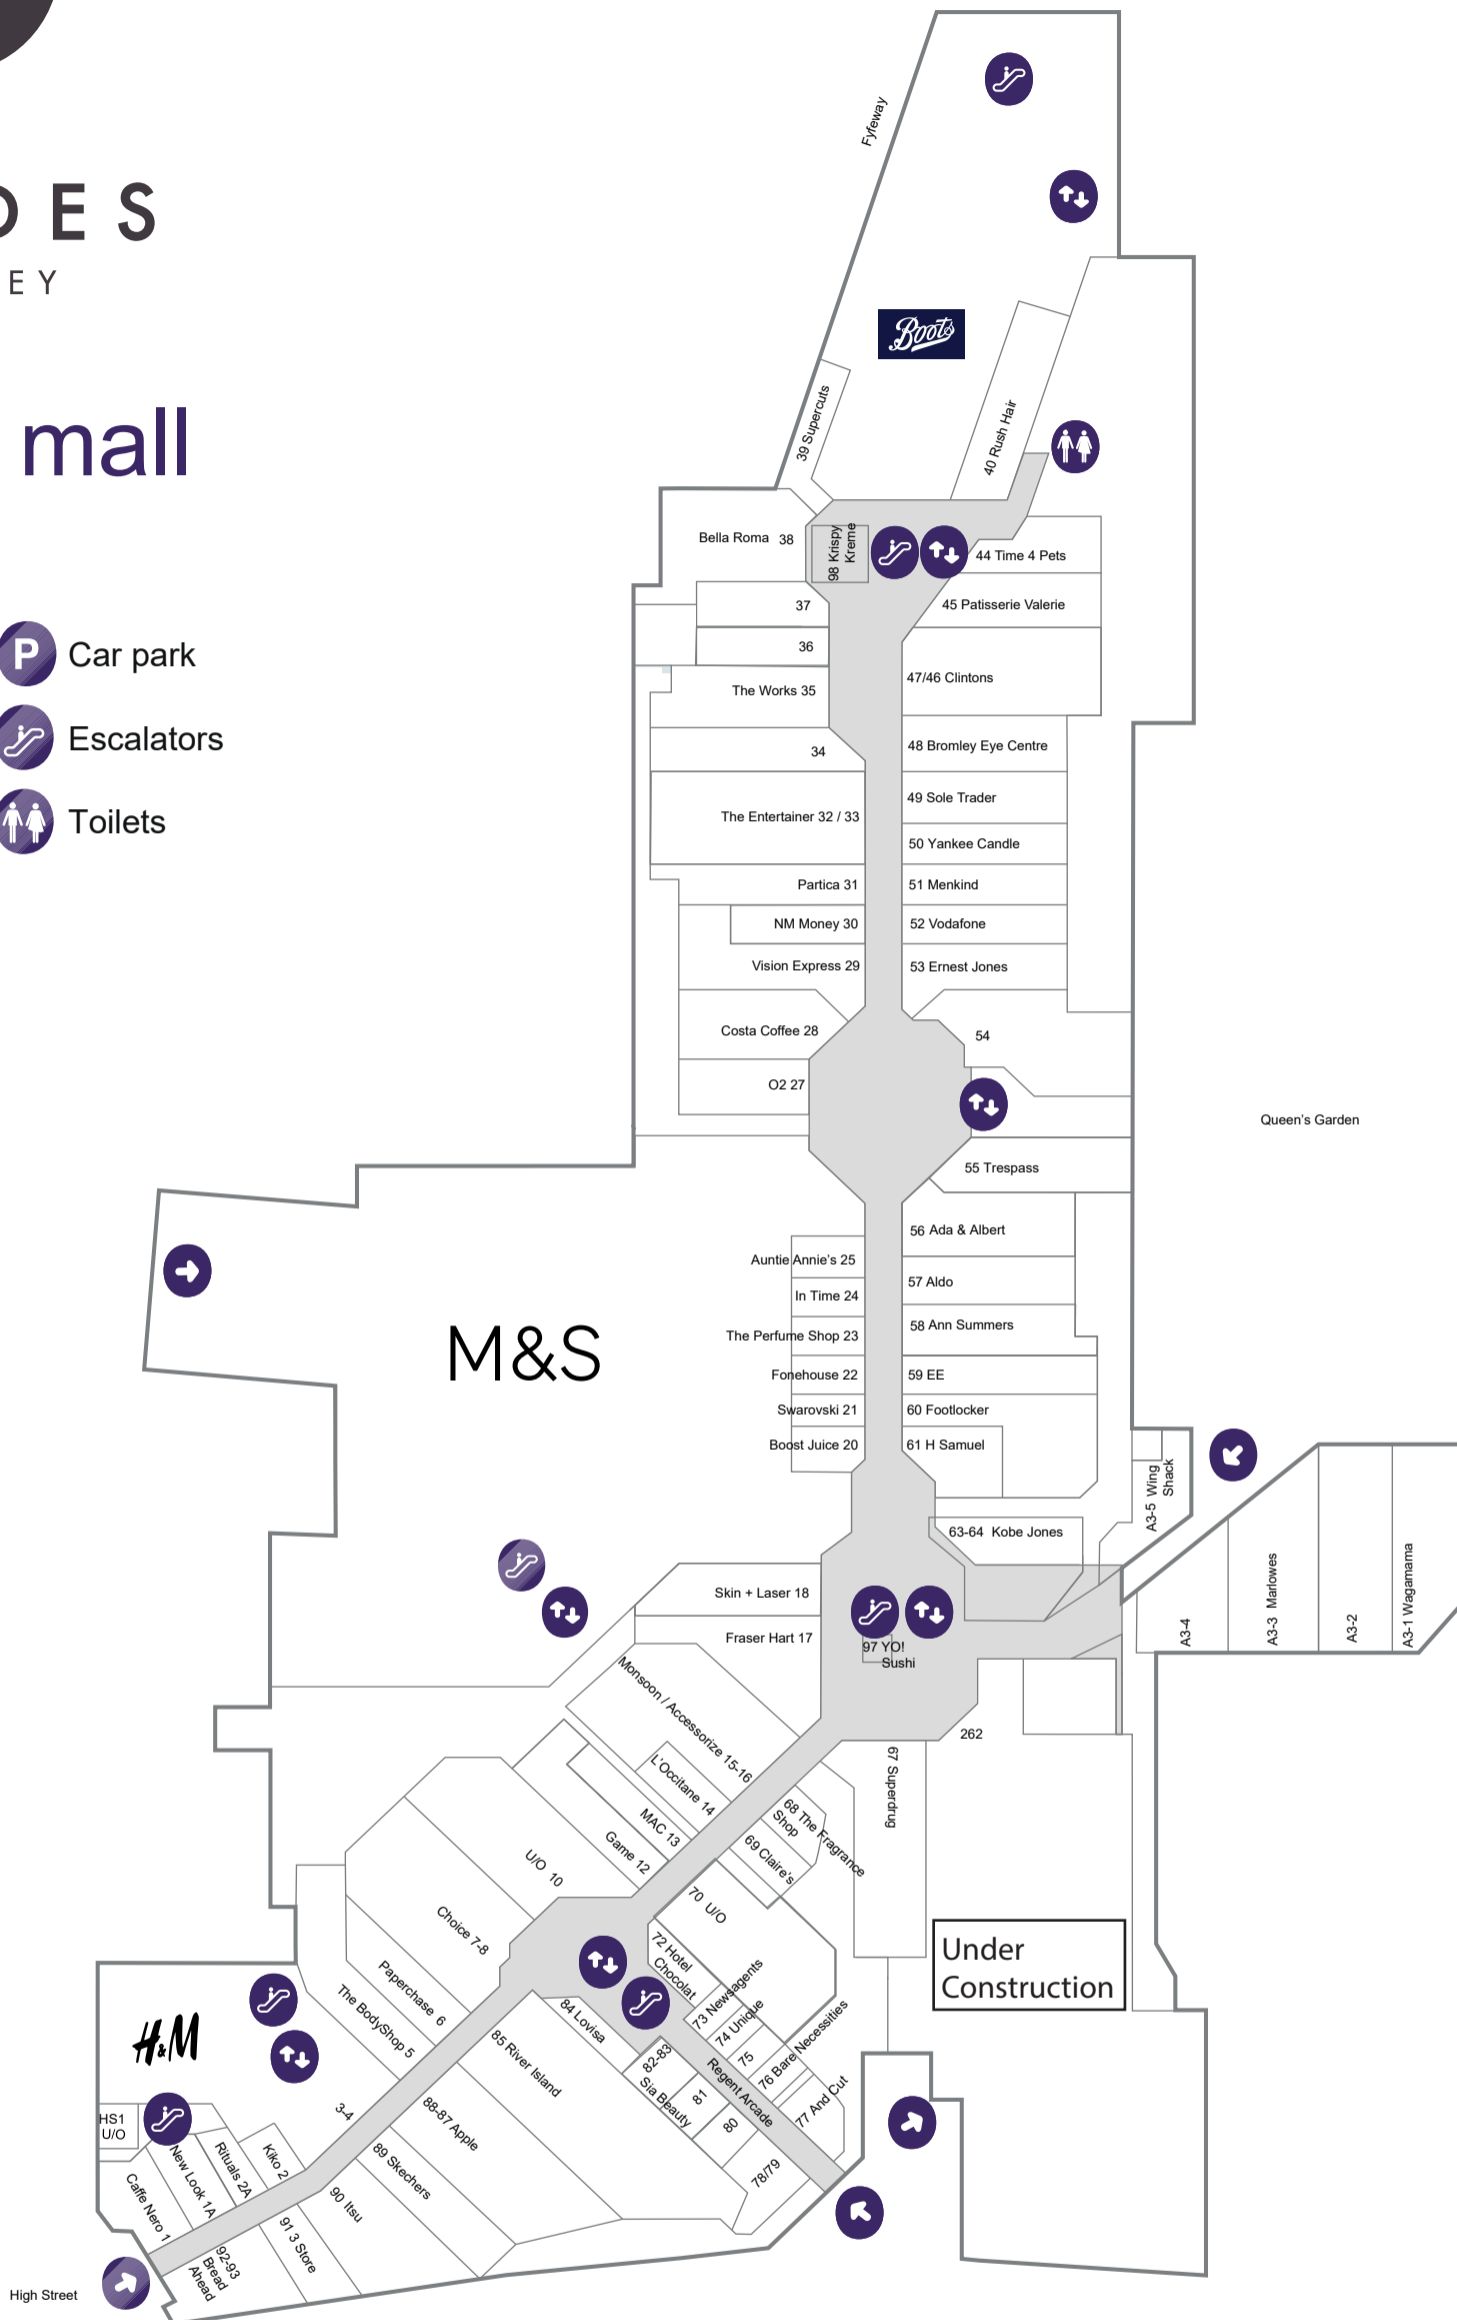 DES
EY
mall
P Car park
Escalators
Toilets
Fyfeway
Boots
39 Supercuts
40 Rush Hair
Bella Roma 38
98 Krispy
Kreme
44 Time 4 Pets
37
45 Patisserie Valerie
36
47/46 Clintons
The Works 35
34
48 Bromley Eye Centre
49 Sole Trader
The Entertainer 32 / 33
50 Yankee Candle
Partica 31
51 Menkind
NM Money 30
52 Vodafone
Vision Express 29
53 Ernest Jones
Costa Coffee 28
54
O2 27
Queen's Garden
55 Trespass
56 Ada & Albert
Auntie Annie's 25
57 Aldo
In Time 24
58 Ann Summers
The Perfume Shop 23
M&S
Fonehouse 22
59 EE
Swarovski 21
60 Footlocker
Boost Juice 20
61 H Samuel
A3-5 Wing
Shack
63-64 Kobe Jones
A3-4
A3-3 Marlowes
A3-2
A3-1 Wagamama
Skin + Laser 18
Fraser Hart 17
97 YO!
Sushi
Monsoon / Accessorize 15-16
262
67 Superdrug
L'Occitane 14
68 The Fragrance
Shop
MAC 13
69 Claire's
Game 12
U/O 10
70 U/O
Choice 7-8
72 Hotel
Chocolat
Under
Construction
Paperchase 6
73 Newsagents
The BodyShop 5
74 Unique
84 Lovisa
75
85 River Island
76 Bare Necessities
82-83
Sia Beauty
Regent Arcade
81
77 And Cut
80
78/79
H&M
3-4
88-87 Apple
HS1
U/O
89 Skechers
Kiko 2
Rituals 2A
New Look 1A
Caffe Nero 1
90 Itsu
91 3 Store
92-93
Bread
Ahead
High Street